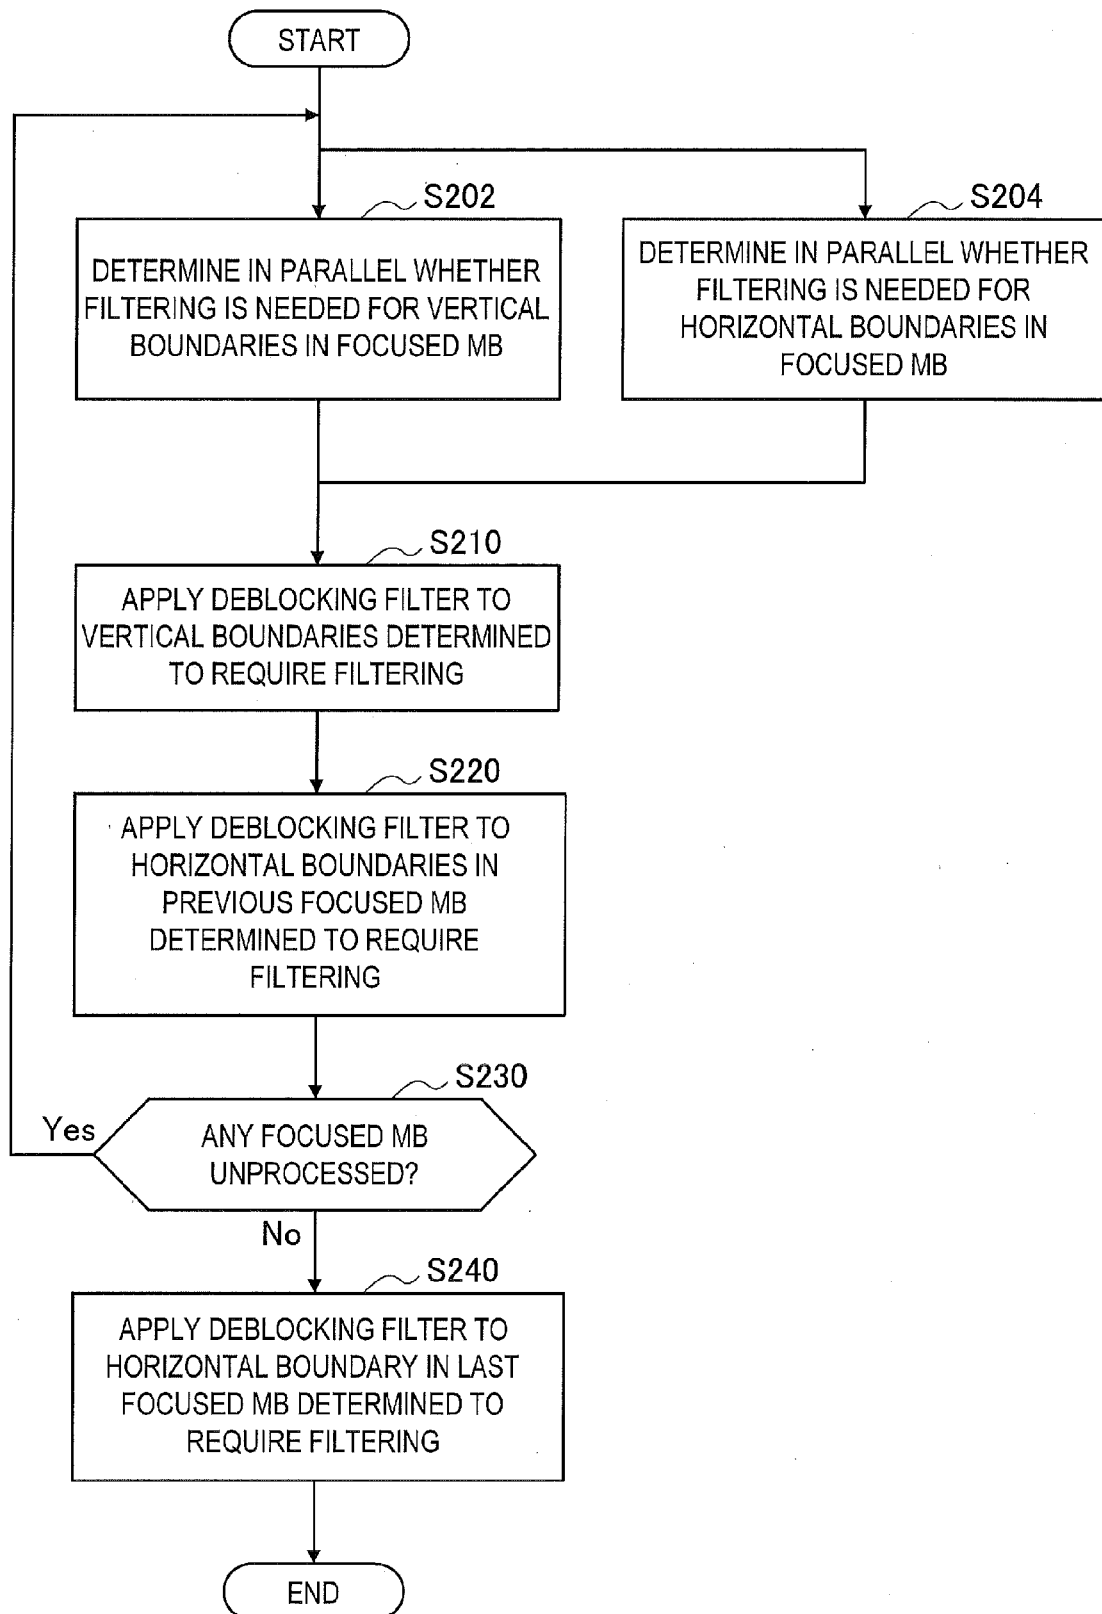 START
S202
DETERMINE IN PARALLEL WHETHER
FILTERING IS NEEDED FOR VERTICAL
BOUNDARIES IN FOCUSED MB
S204
DETERMINE IN PARALLEL WHETHER
FILTERING IS NEEDED FOR
HORIZONTAL BOUNDARIES IN
FOCUSED MB
S210
APPLY DEBLOCKING FILTER TO
VERTICAL BOUNDARIES DETERMINED
TO REQUIRE FILTERING
S220
APPLY DEBLOCKING FILTER TO
HORIZONTAL BOUNDARIES IN
PREVIOUS FOCUSED MB
DETERMINED TO REQUIRE
FILTERING
S230
Yes
ANY FOCUSED MB
UNPROCESSED?
No
S240
APPLY DEBLOCKING FILTER TO
HORIZONTAL BOUNDARY IN LAST
FOCUSED MB DETERMINED TO
REQUIRE FILTERING
END